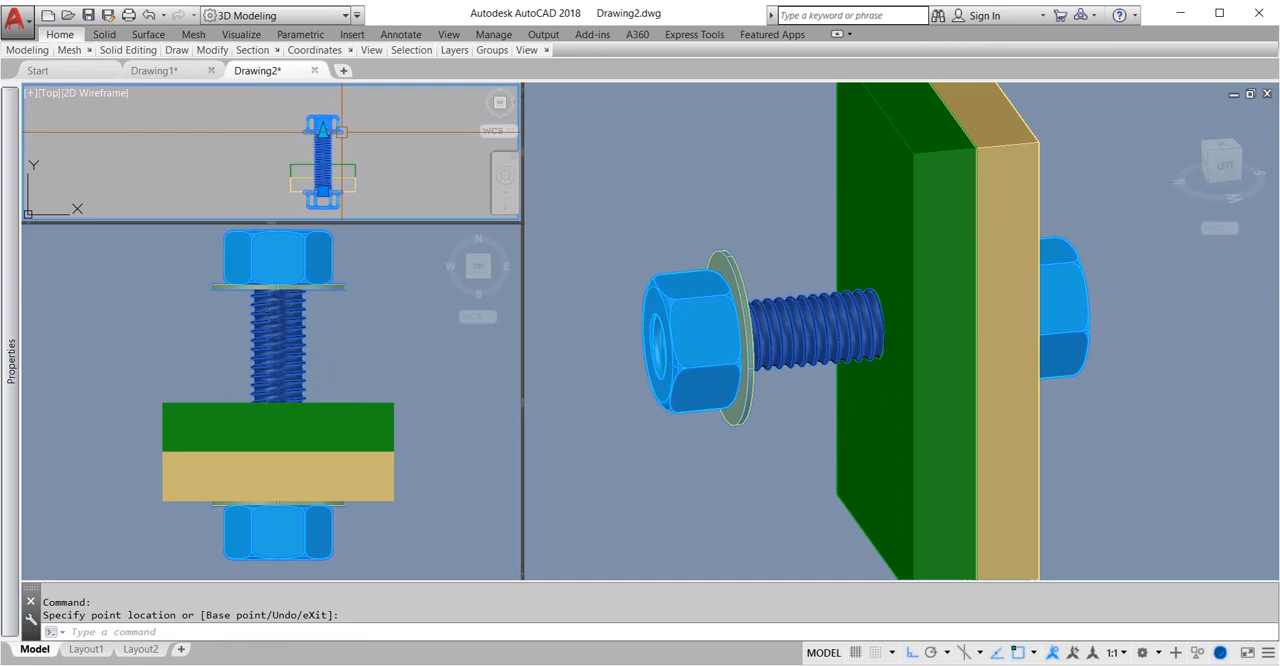 3D Modeling
Autodesk AutoCAD 2018 Drawing2.dwg
Type a keyword or phrase
Sign In
Home Solid Surface Mesh Visualize Parametric Insert Annotate View Manage Output Add-ins A360 Express Tools Featured Apps
Modeling Mesh Solid Editing Draw Modify Section Coordinates View Selection Layers Groups View
Start Drawing1* Drawing2*
[+][Top][2D Wireframe]
WCS
Y
X
N
W TOP E
S
WCS
LEFT
WCS
Properties
Command:
Specify point location or [Base point/Undo/eXit]:
Type a command
Model Layout1 Layout2
MODEL 1:1